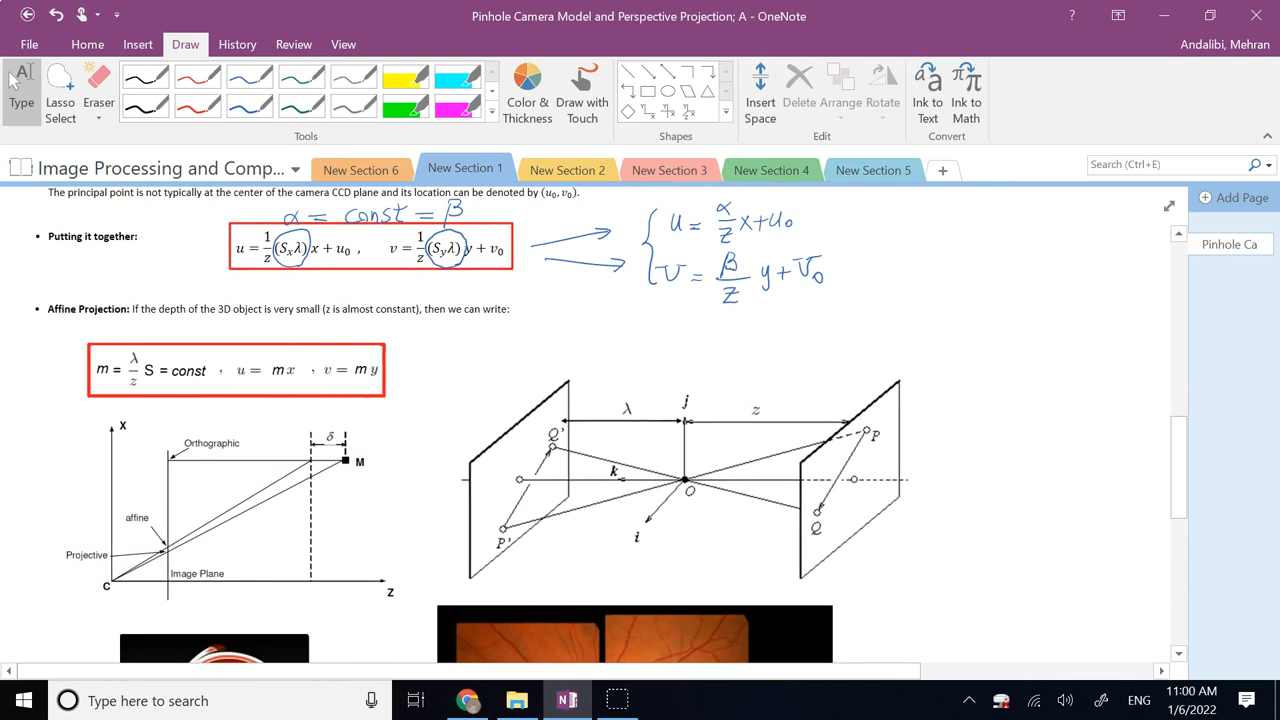 Pinhole Camera Model and Perspective Projection; A - OneNote
?
File Home Insert Draw History Review View
Andalibi, Mehran
Type
Lasso Select
Eraser
Color & Thickness
Draw with Touch
Insert Space
Delete
Arrange
Rotate
Ink to Text
Ink to Math
Tools
Shapes
Edit
Convert
Image Processing and Comp...
New Section 6
New Section 1
New Section 2
New Section 3
New Section 4
New Section 5
Search (Ctrl+E)
Add Page
Pinhole Ca
The principal point is not typically at the center of the camera CCD plane and its location can be denoted by (u₀, v₀).
α = const = β
• Putting it together:
u = 1/z (Sₓλ) x + u₀ , v = 1/z (S_yλ) y + v₀
u = α/z x + u₀
v = β/z y + v₀
• Affine Projection: If the depth of the 3D object is very small (z is almost constant), then we can write:
m = λ/z S = const , u = m x , v = m y
X
Orthographic
δ
M
affine
Projective
Image Plane
C
Z
λ
j
z
Q'
P
k
O
i
P'
Q
Type here to search
ENG
11:00 AM
1/6/2022